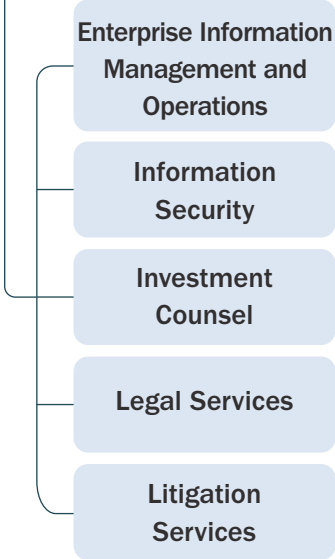 Enterprise Information
Management and
Operations
Information
Security
Investment
Counsel
Legal Services
Litigation
Services